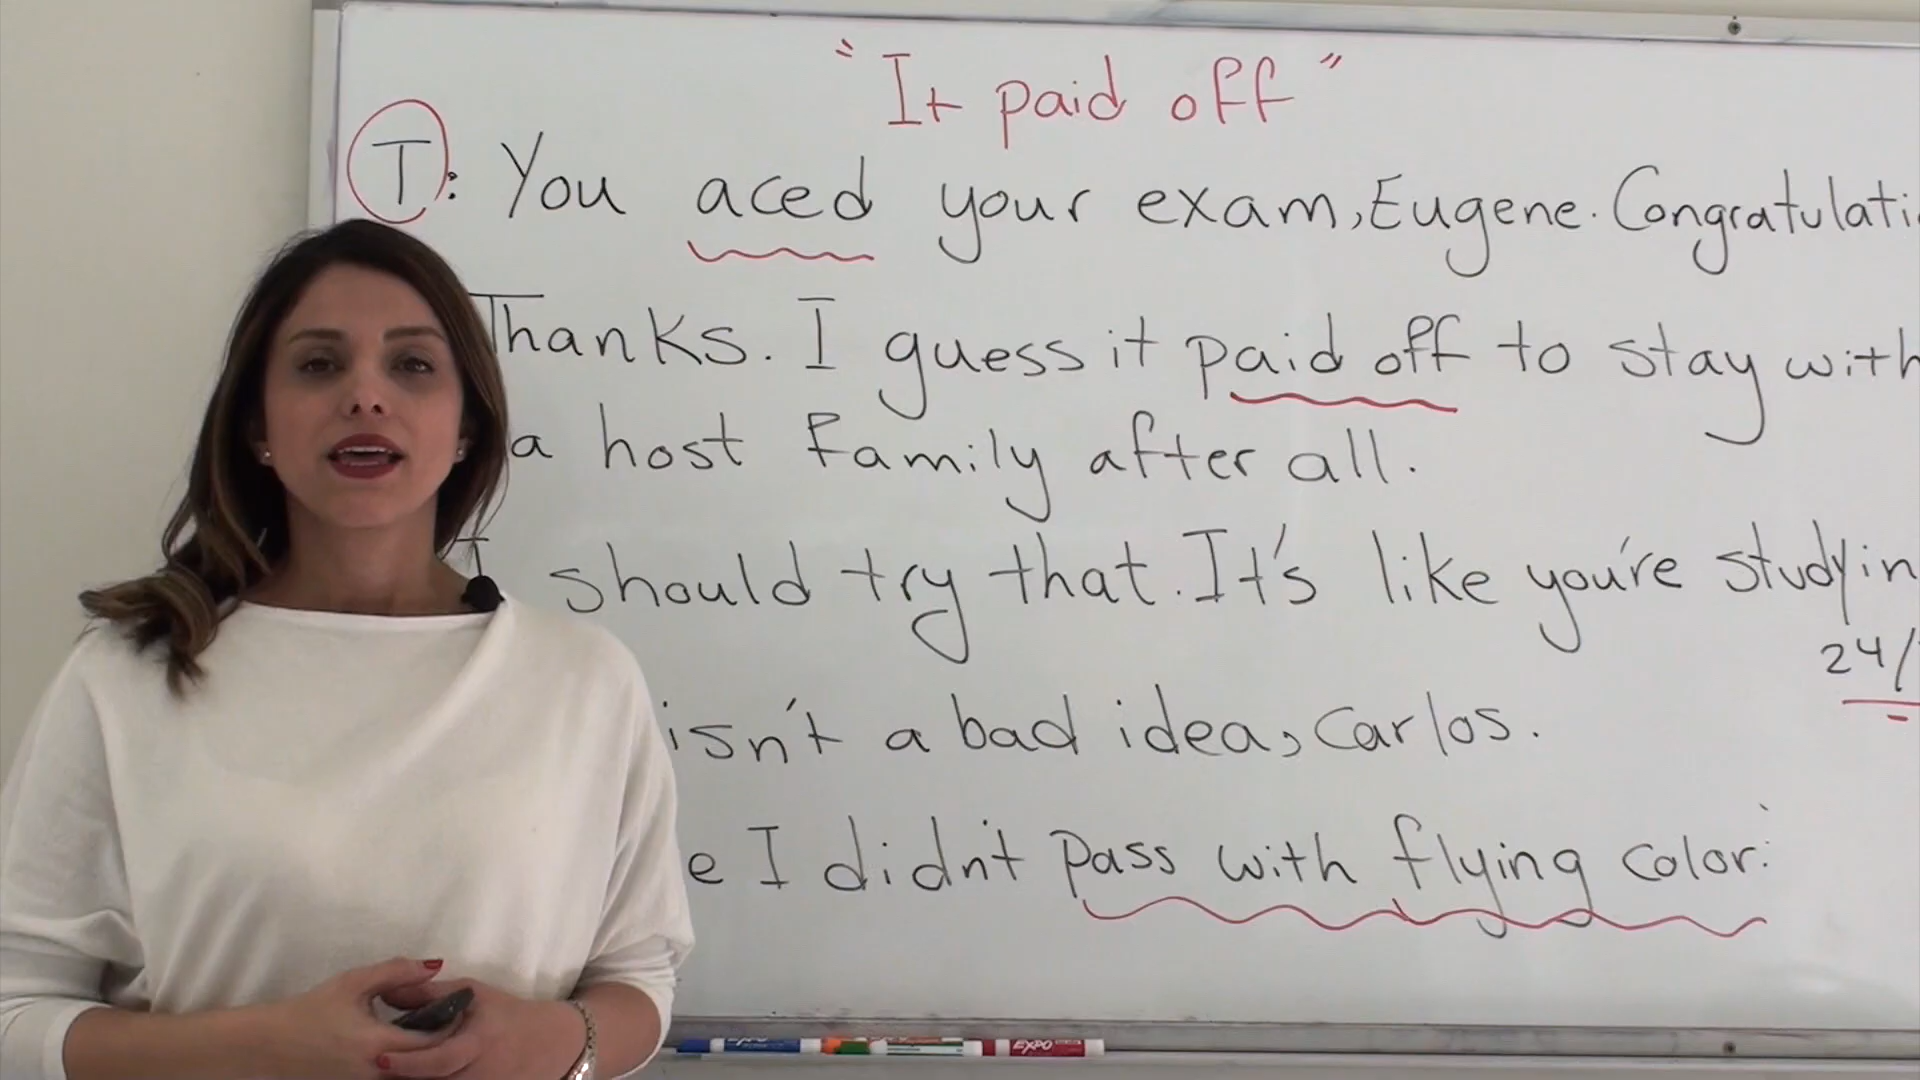 "It paid off"
T: You aced your exam, Eugene. Congratulati
Thanks. I guess it paid off to stay with
a host family after all.
I should try that. It's like you're studyin
24/
isn't a bad idea, Carlos.
e I didn't pass with flying color
EXPO